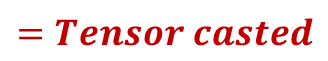 = Tensor casted